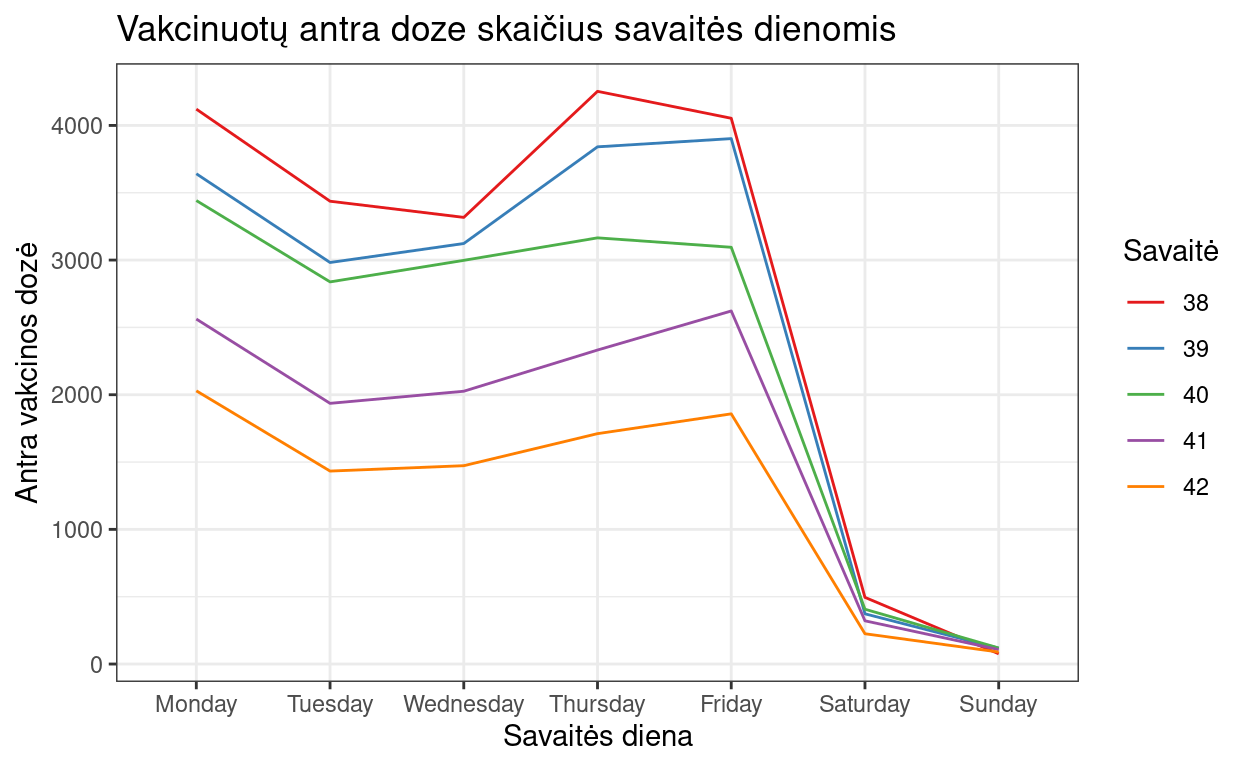 Vakcinuotų antra doze skaičius savaitės dienomis
Antra vakcinos dozė
4000
3000
2000
1000
0
Monday Tuesday Wednesday Thursday Friday Saturday Sunday
Savaitės diena
Savaitė
38
39
40
41
42